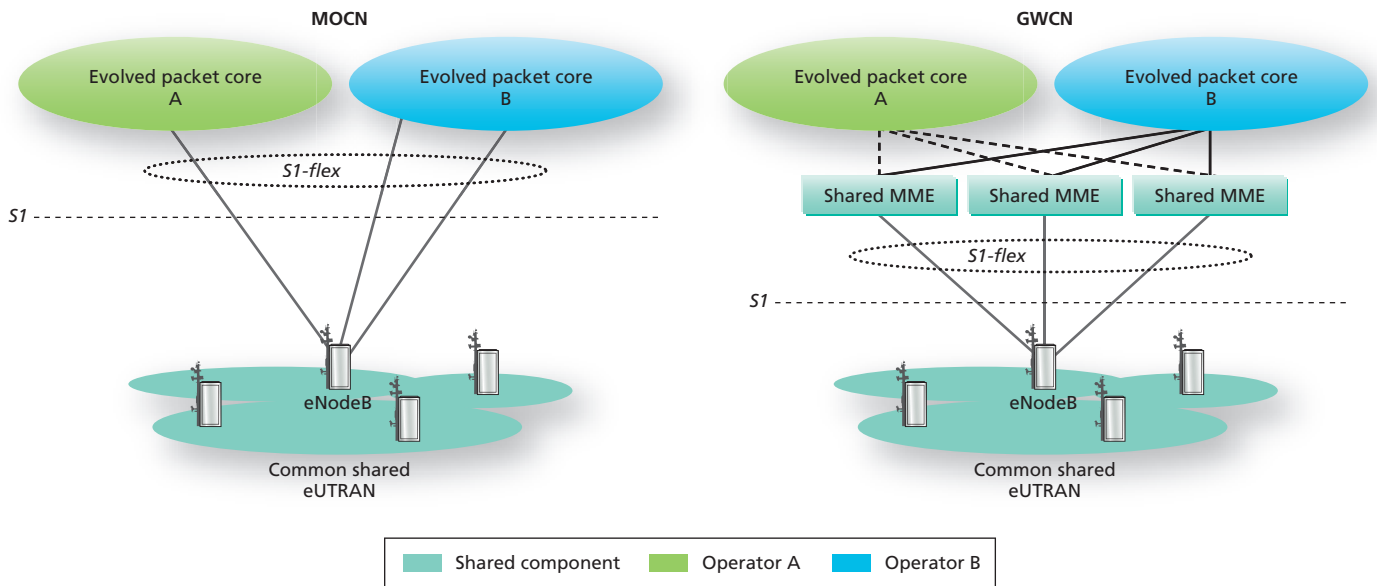 MOCN
Evolved packet core
A
Evolved packet core
B
S1-flex
S1
eNodeB
Common shared
eUTRAN
GWCN
Evolved packet core
A
Evolved packet core
B
Shared MME
Shared MME
Shared MME
S1-flex
S1
eNodeB
Common shared
eUTRAN
Shared component
Operator A
Operator B